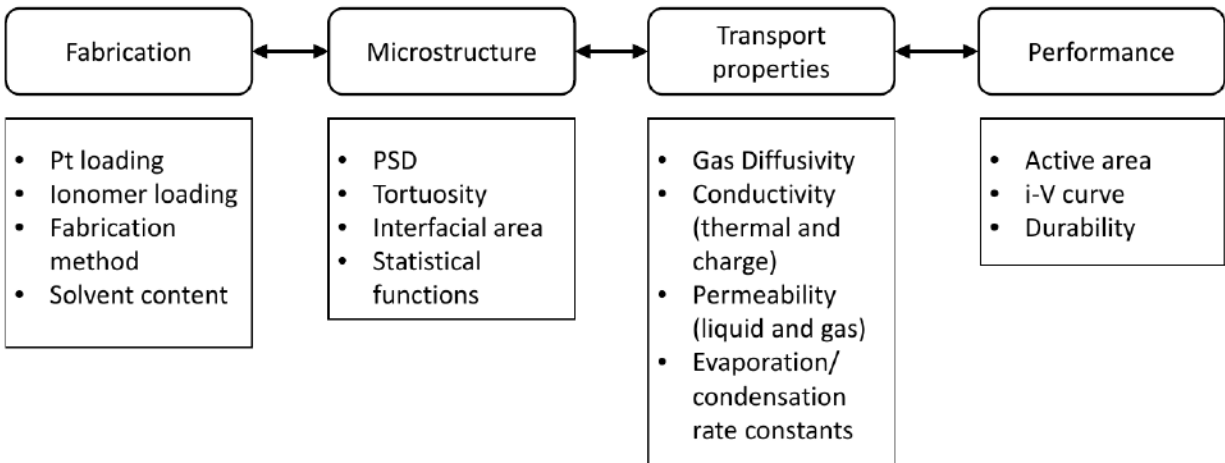 Fabrication
Microstructure
Transport
properties
Performance
• Pt loading
• Ionomer loading
• Fabrication
method
• Solvent content
• PSD
• Tortuosity
• Interfacial area
• Statistical
functions
• Gas Diffusivity
• Conductivity
(thermal and
charge)
• Permeability
(liquid and gas)
• Evaporation/
condensation
rate constants
• Active area
• i-V curve
• Durability